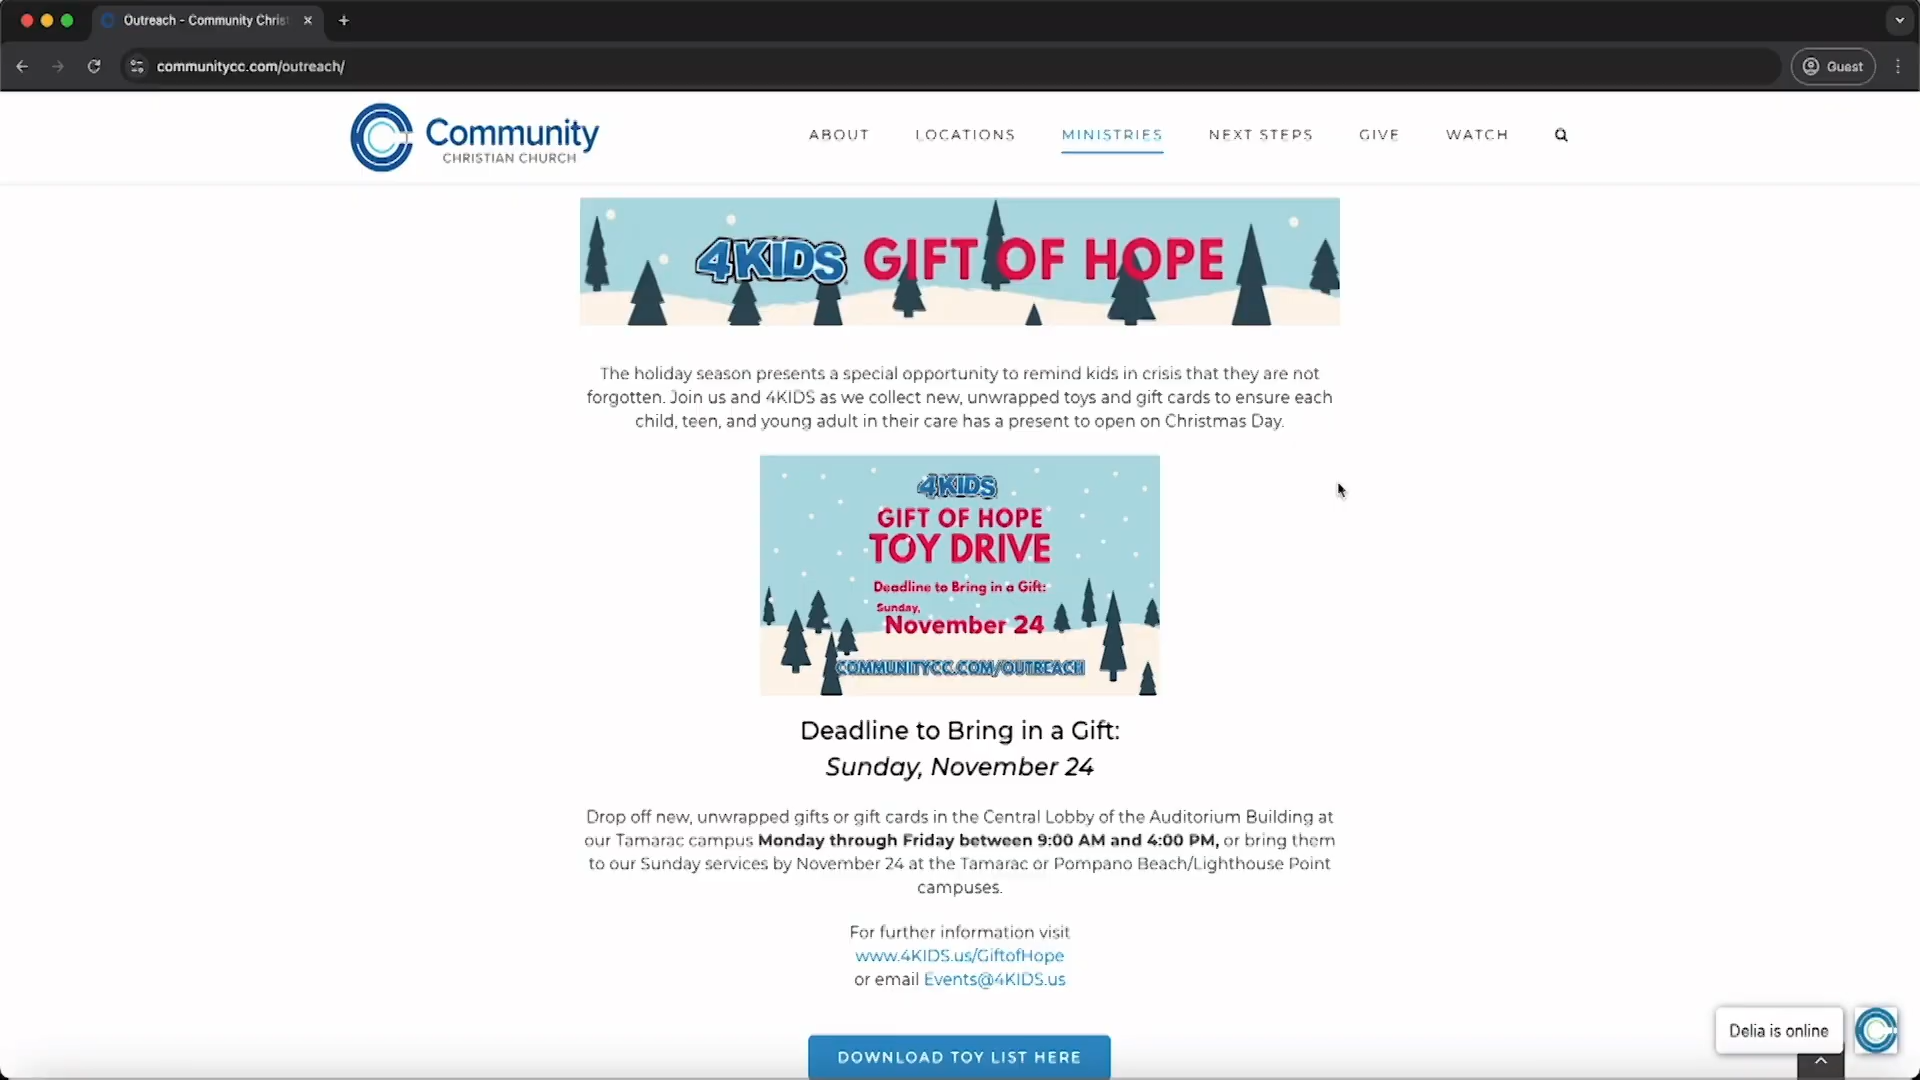 Outreach - Community Chris
communitycc.com/outreach/
Guest
Community
CHRISTIAN CHURCH
ABOUT
LOCATIONS
MINISTRIES
NEXT STEPS
GIVE
WATCH
4KIDS GIFT OF HOPE
The holiday season presents a special opportunity to remind kids in crisis that they are not
forgotten. Join us and 4KIDS as we collect new, unwrapped toys and gift cards to ensure each
child, teen, and young adult in their care has a present to open on Christmas Day.
4KIDS
GIFT OF HOPE
TOY DRIVE
Deadline to Bring in a Gift:
Sunday,
November 24
COMMUNITYCC.COM/OUTREACH
Deadline to Bring in a Gift:
Sunday, November 24
Drop off new, unwrapped gifts or gift cards in the Central Lobby of the Auditorium Building at
our Tamarac campus Monday through Friday between 9:00 AM and 4:00 PM, or bring them
to our Sunday services by November 24 at the Tamarac or Pompano Beach/Lighthouse Point
campuses.
For further information visit
www.4KIDS.us/GiftofHope
or email Events@4KIDS.us
DOWNLOAD TOY LIST HERE
Delia is online